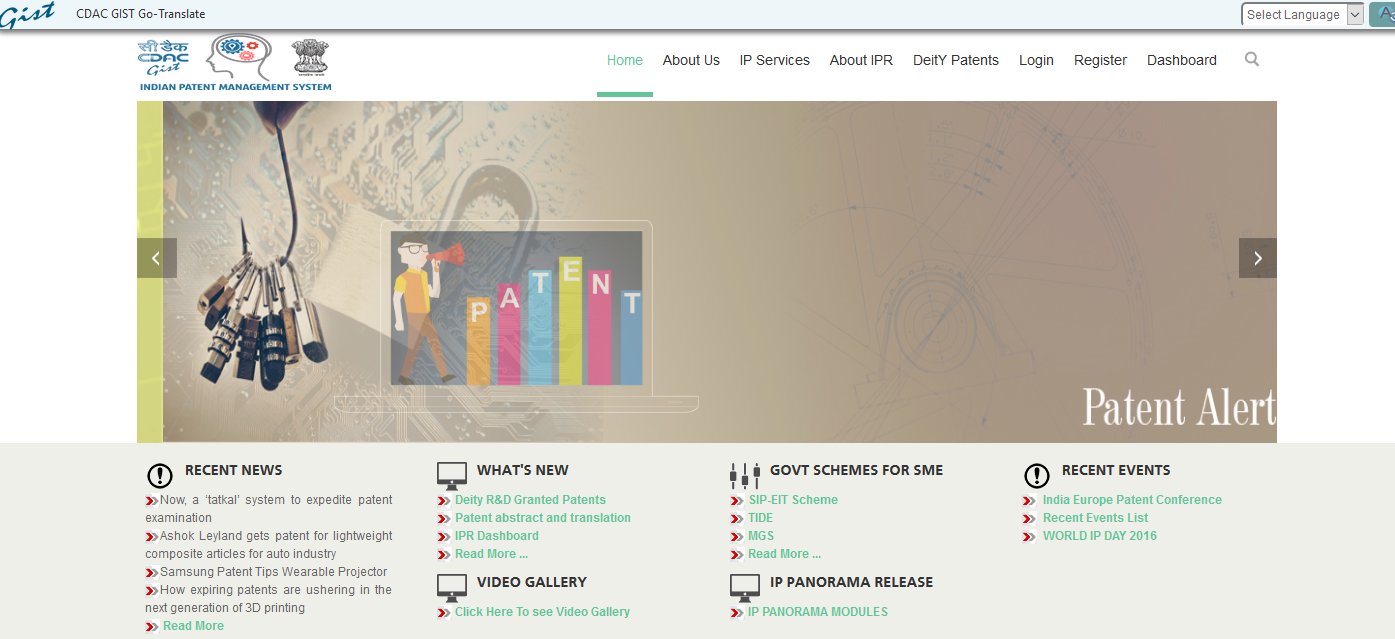 Gist
CDAC GIST Go-Translate
Select Language
सी डैक
CDAC
Gist
INDIAN PATENT MANAGEMENT SYSTEM
Home About Us IP Services About IPR DeitY Patents Login Register Dashboard
PATENT
Patent Alert
RECENT NEWS
Now, a ‘tatkal’ system to expedite patent
examination
Ashok Leyland gets patent for lightweight
composite articles for auto industry
Samsung Patent Tips Wearable Projector
How expiring patents are ushering in the
next generation of 3D printing
Read More
WHAT'S NEW
Deity R&D Granted Patents
Patent abstract and translation
IPR Dashboard
Read More ...
VIDEO GALLERY
Click Here To see Video Gallery
GOVT SCHEMES FOR SME
SIP-EIT Scheme
TIDE
MGS
Read More ...
IP PANORAMA RELEASE
IP PANORAMA MODULES
RECENT EVENTS
India Europe Patent Conference
Recent Events List
WORLD IP DAY 2016